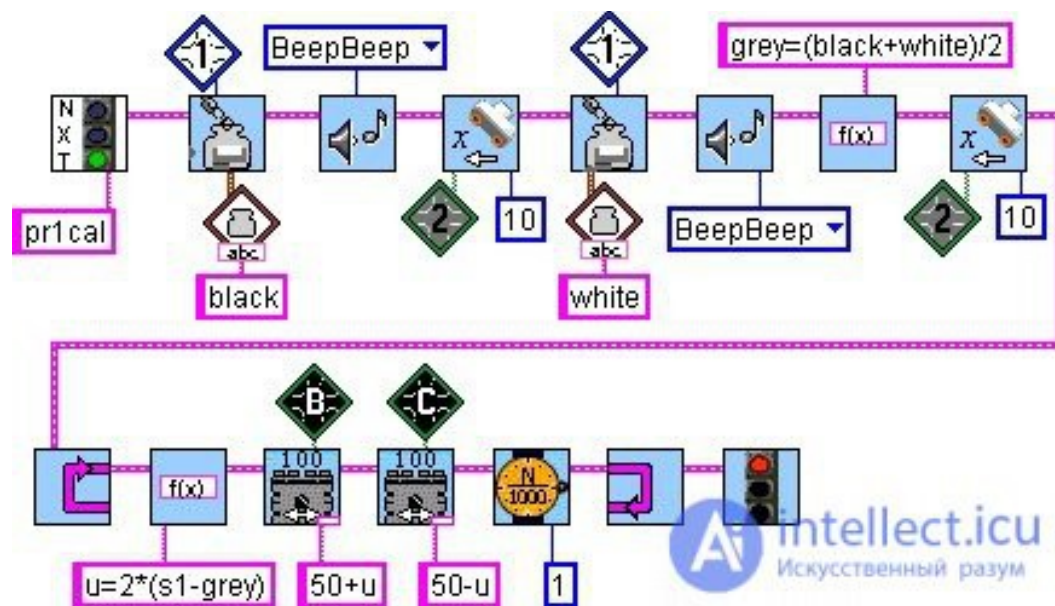 1
BeepBeep
1
grey=(black+white)/2
N
X
T
x
f(x)
x
pr1cal
2
10
2
10
abc
black
abc
BeepBeep
white
B
C
100
100
N
1000
f(x)
u=2*(s1-grey)
50+u
50-u
1
Ai
intellect.icu
Искусственный разум